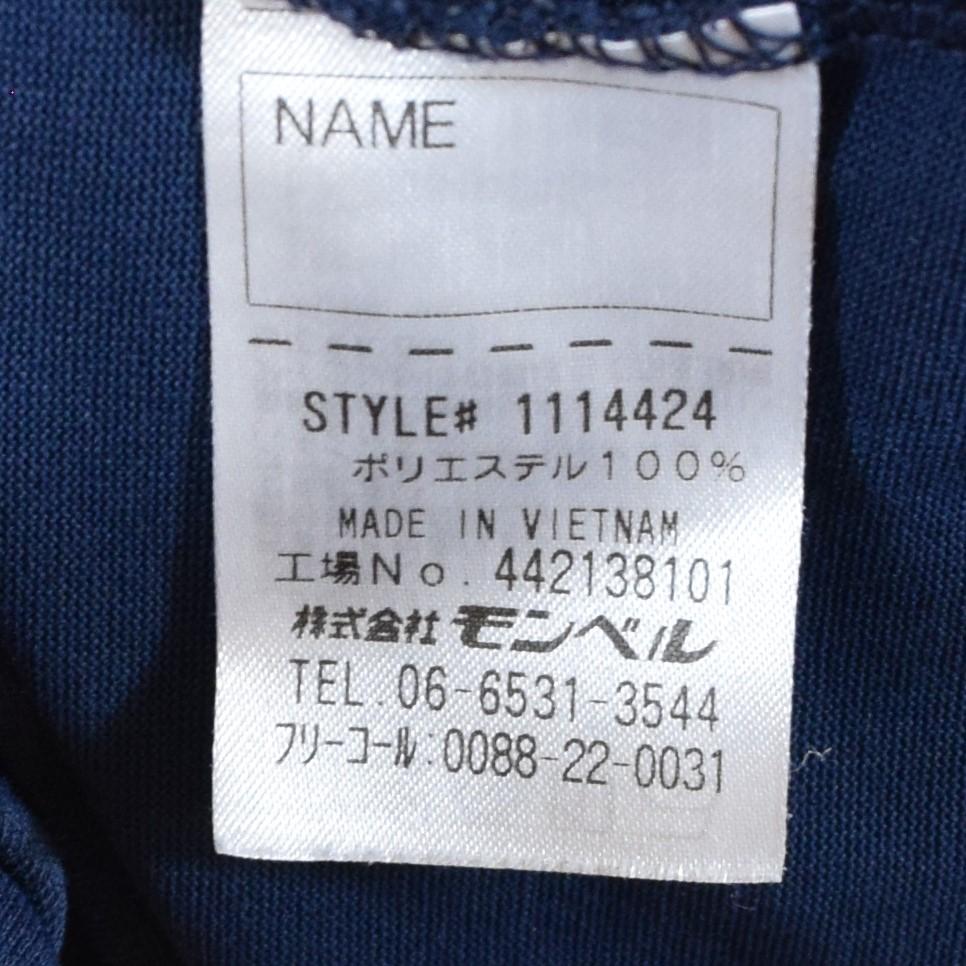 NAME
STYLE# 1114424
ポリエステル100%
MADE IN VIETNAM
工場No. 442138101
株式会社 モンベル
TEL. 06-6531-3544
フリーコール:0088-22-0031